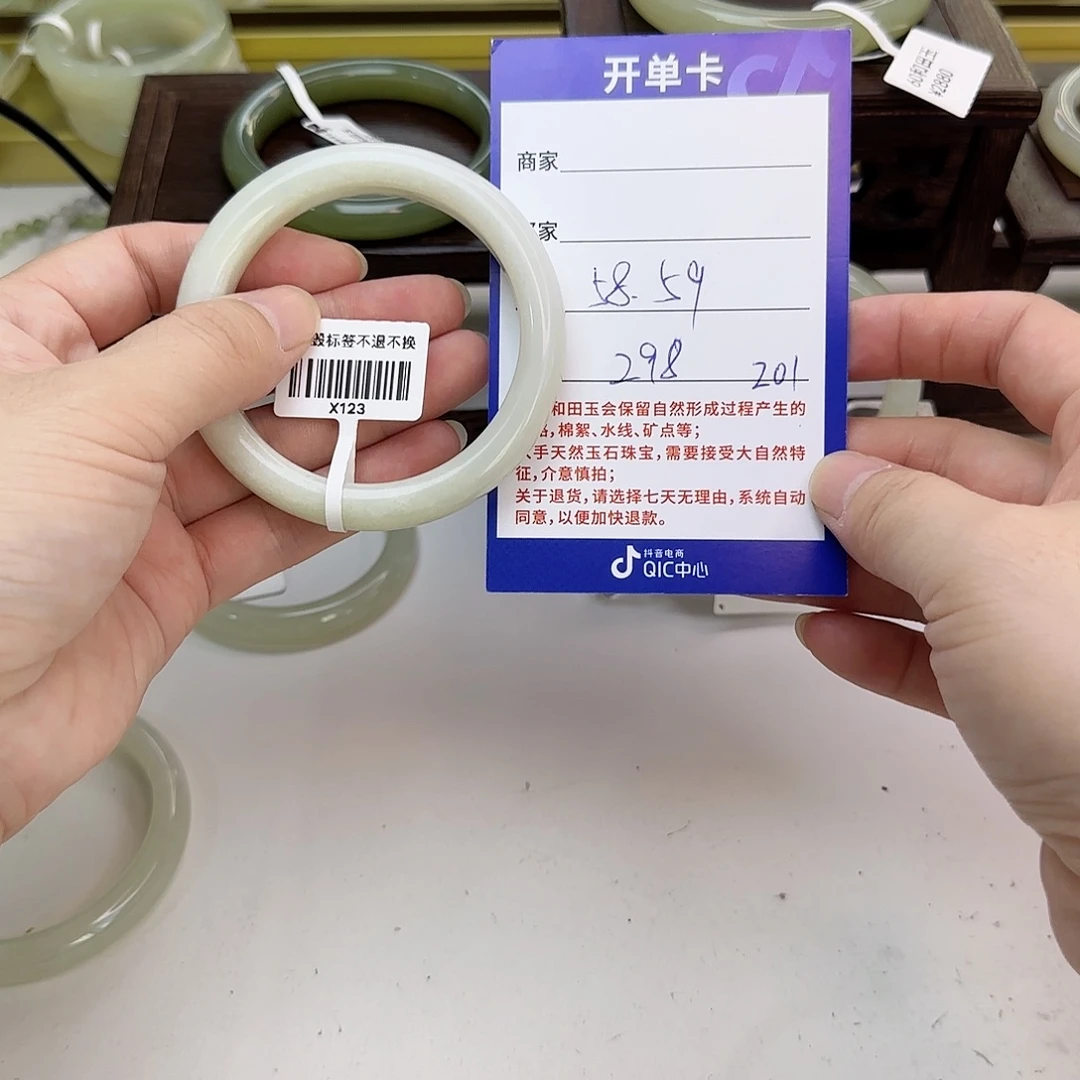 开单卡
商家
家
58.59
298 201
和田玉会保留自然形成过程产生的
,棉絮、水线、矿点等;
手天然玉石珠宝,需要接受大自然特
征,介意慎拍;
关于退货,请选择七天无理由,系统自动
同意,以便加快退款。
抖音电商
QIC中心
毁标签不退不换
X123
¥2880